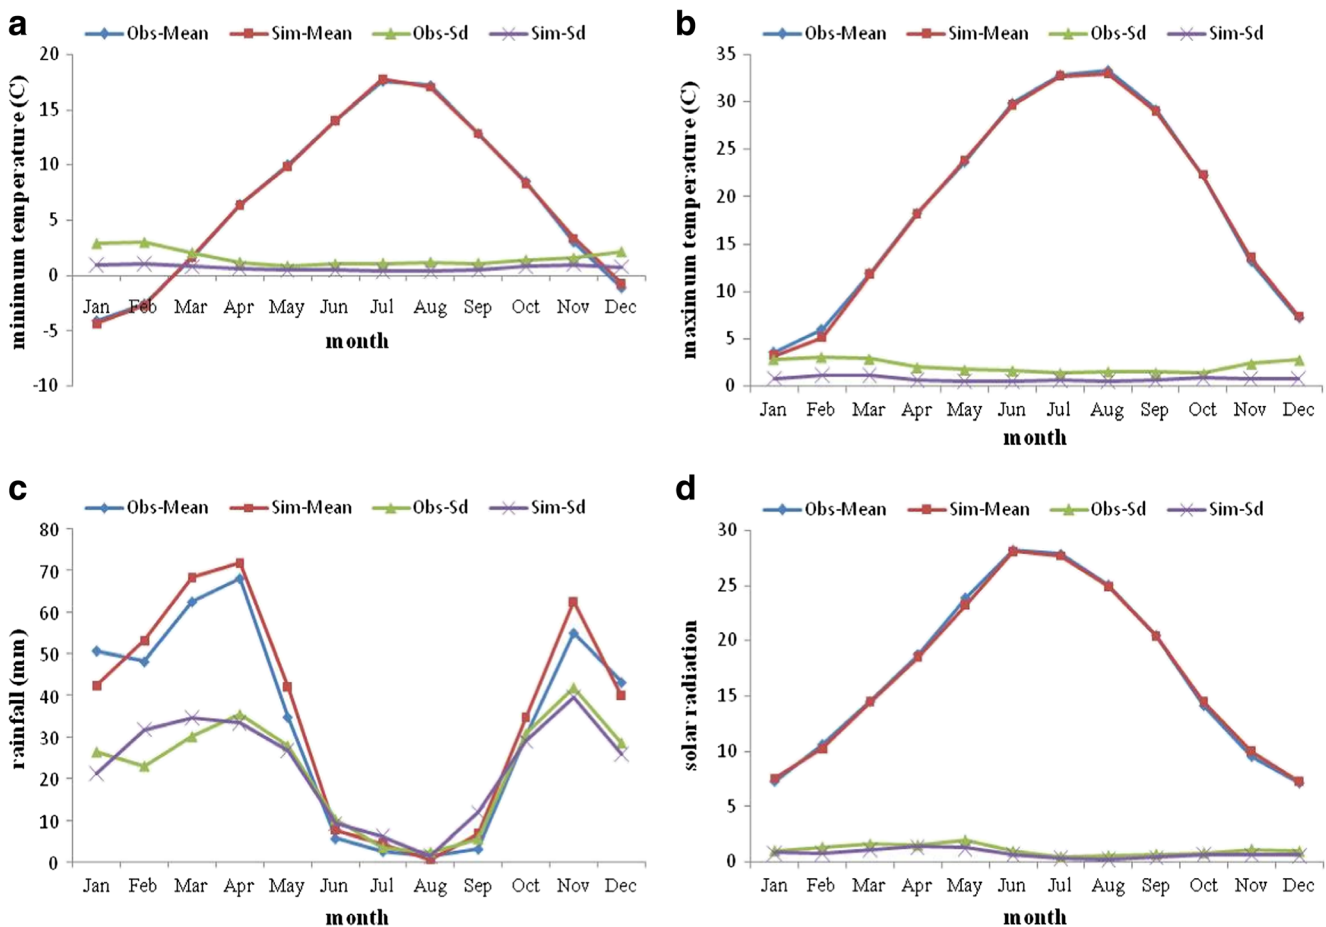 a
Obs-Mean Sim-Mean Obs-Sd Sim-Sd
minimum temperature (C)
20
15
10
5
0
-5
-10
Jan Feb Mar Apr May Jun Jul Aug Sep Oct Nov Dec
month
b
Obs-Mean Sim-Mean Obs-Sd Sim-Sd
maximum temperature (C)
35
30
25
20
15
10
5
0
Jan Feb Mar Apr May Jun Jul Aug Sep Oct Nov Dec
month
c
Obs-Mean Sim-Mean Obs-Sd Sim-Sd
rainfall (mm)
80
70
60
50
40
30
20
10
0
Jan Feb Mar Apr May Jun Jul Aug Sep Oct Nov Dec
month
d
Obs-Mean Sim-Mean Obs-Sd Sim-Sd
solar radiation
30
25
20
15
10
5
0
Jan Feb Mar Apr May Jun Jul Aug Sep Oct Nov Dec
month